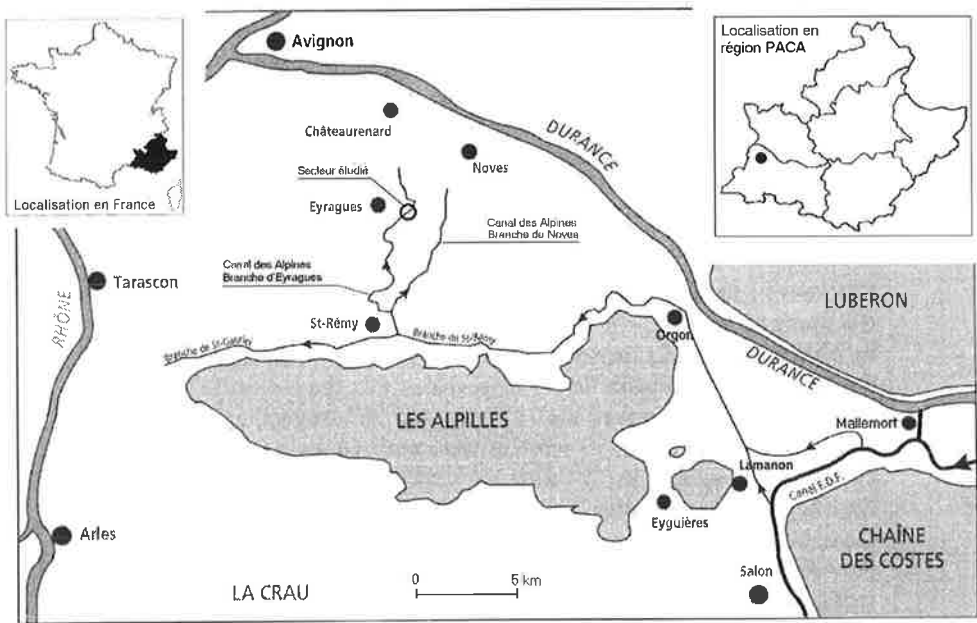 Localisation en France
Localisation en
région PACA
Avignon
Châteaurenard
Noves
DURANCE
Secteur étudié
Eyragues
Canal des Alpines
Branche du Noves
Canal des Alpines
Branche d'Eyragues
Tarascon
RHÔNE
St-Rémy
Branche de St-Gabriel
Branche de St-Rémy
Orgon
LUBERON
DURANCE
LES ALPILLES
Mallemort
Lamanon
Canal E.D.F.
Eyguières
CHAÎNE
DES COSTES
Arles
LA CRAU
0
5 km
Salon